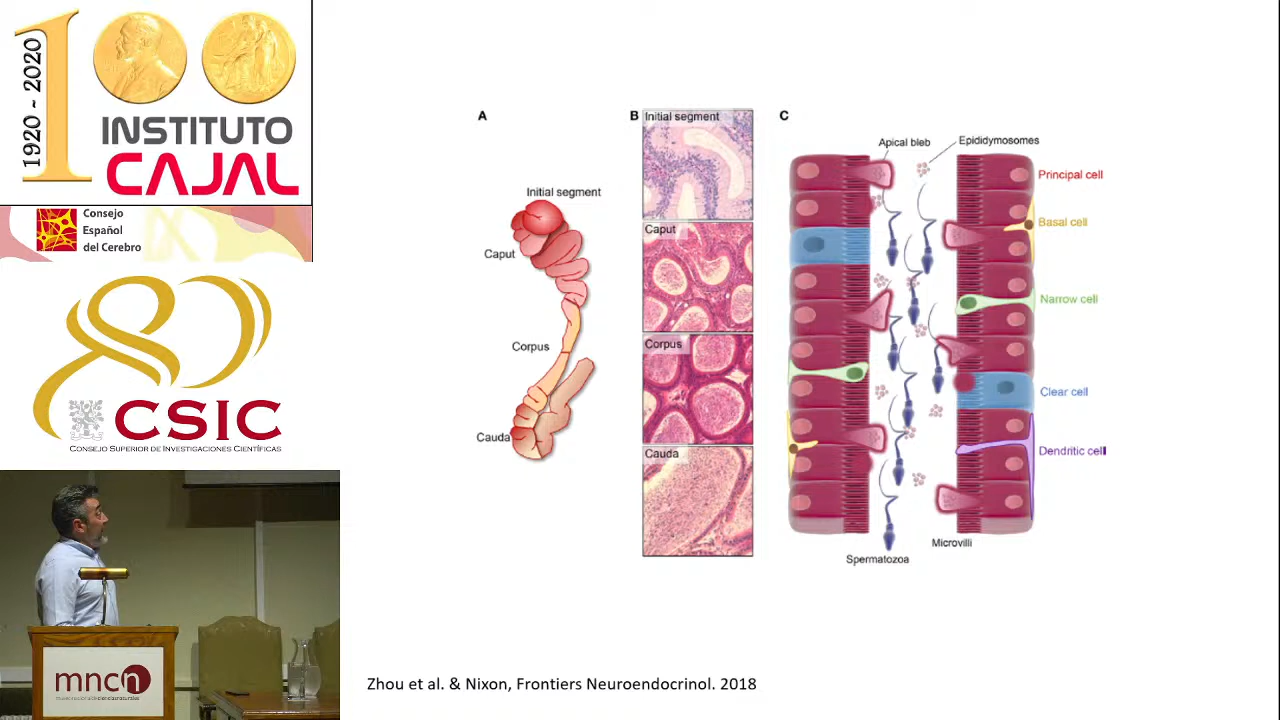 1920 ~ 2020
100
INSTITUTO
CAJAL
Consejo
Español
del Cerebro
80
CSIC
CONSEJO SUPERIOR DE INVESTIGACIONES CIENTÍFICAS
mncn
A
Initial segment
Caput
Corpus
Cauda
B
Initial segment
Caput
Corpus
Cauda
C
Apical bleb
Epididymosomes
Principal cell
Basal cell
Narrow cell
Clear cell
Dendritic cell
Microvilli
Spermatozoa
Zhou et al. & Nixon, Frontiers Neuroendocrinol. 2018